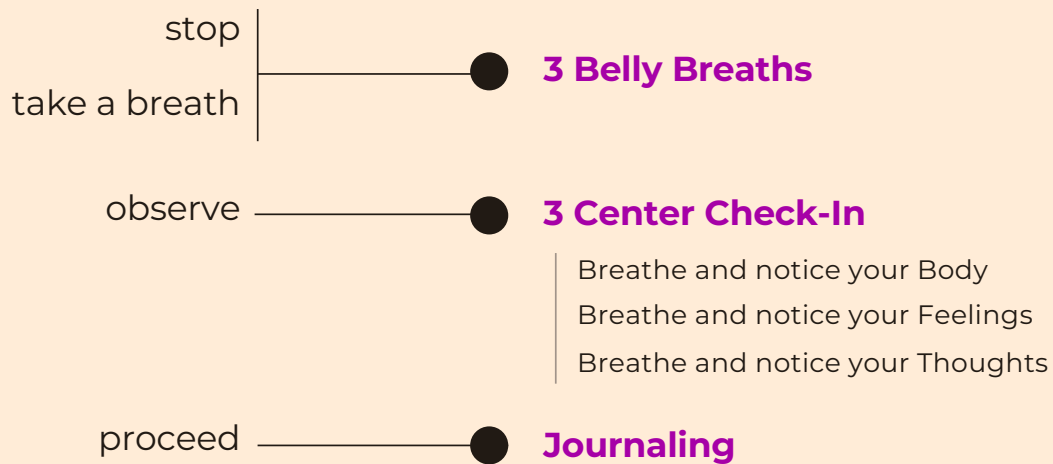 stop
take a breath
3 Belly Breaths
observe
3 Center Check-In
Breathe and notice your Body
Breathe and notice your Feelings
Breathe and notice your Thoughts
proceed
Journaling